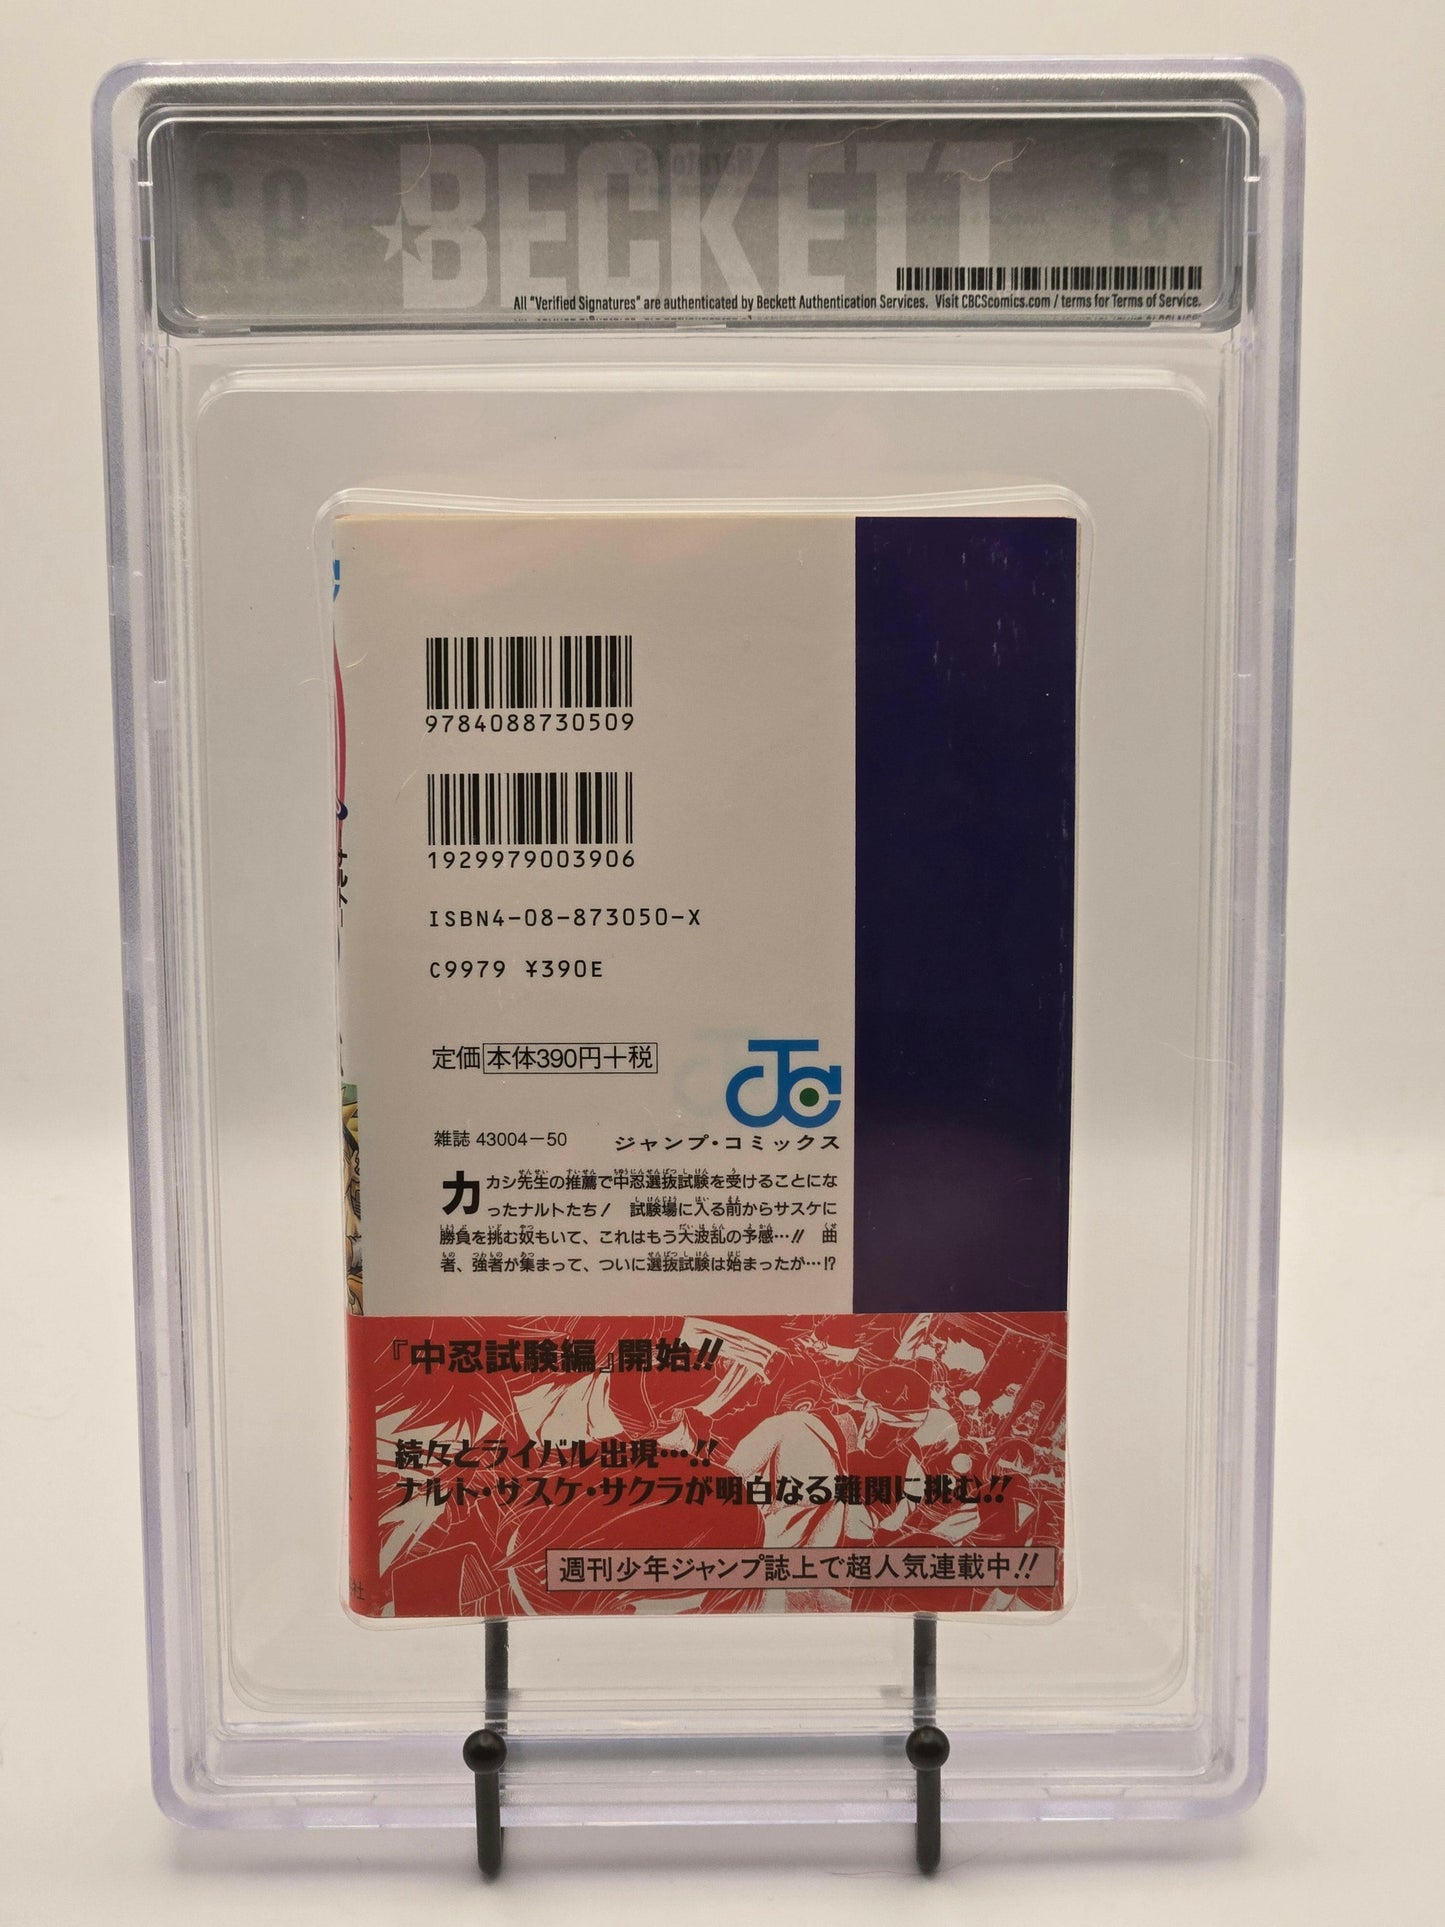 BECKETT
All "Verified Signatures" are authenticated by Beckett Authentication Services. Visit CBCScomics.com / terms for Terms of Service.
9784088730509
1929979003906
ISBN4-08-873050-X
C9979 ¥390E
定価 本体390円+税
雑誌 43004-50
ジャンプ・コミックス
カカシ先生の推薦で中忍選抜試験を受けることにな
ったナルトたち! 試験場に入る前からサスケに
勝負を挑む奴もいて、これはもう大波乱の予感…!! 曲
者、強者が集まって、ついに選抜試験は始まったが…!?
『中忍試験編』開始!!
続々とライバル出現…!!
ナルト・サスケ・サクラが明白なる難関に挑む!!
週刊少年ジャンプ誌上で超人気連載中!!